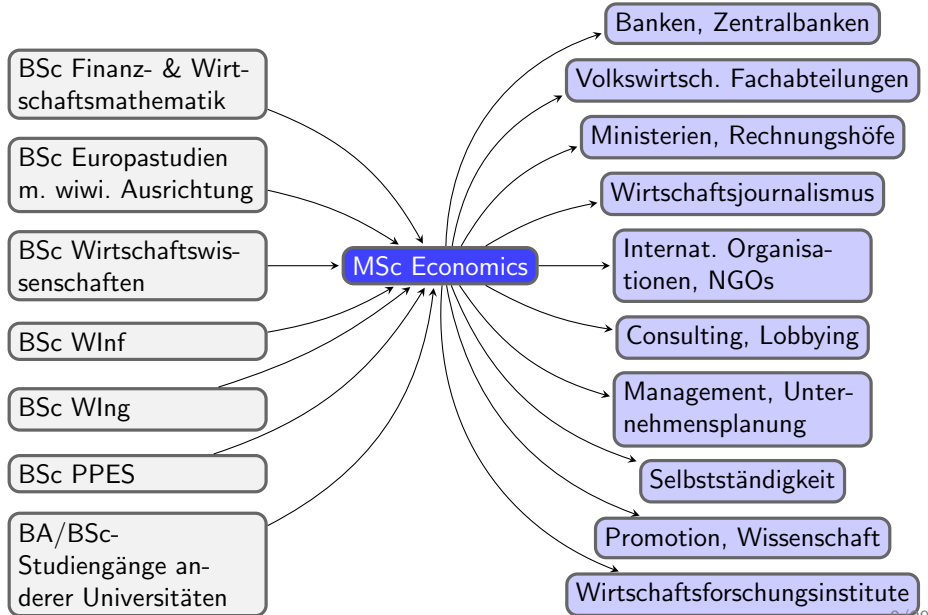 BSc Finanz- & Wirt-
schaftsmathematik
BSc Europastudien
m. wiwi. Ausrichtung
BSc Wirtschaftswis-
senschaften
BSc WInf
BSc WIng
BSc PPES
BA/BSc-
Studiengänge an-
derer Universitäten
MSc Economics
Banken, Zentralbanken
Volkswirtsch. Fachabteilungen
Ministerien, Rechnungshöfe
Wirtschaftsjournalismus
Internat. Organisa-
tionen, NGOs
Consulting, Lobbying
Management, Unter-
nehmensplanung
Selbstständigkeit
Promotion, Wissenschaft
Wirtschaftsforschungsinstitute